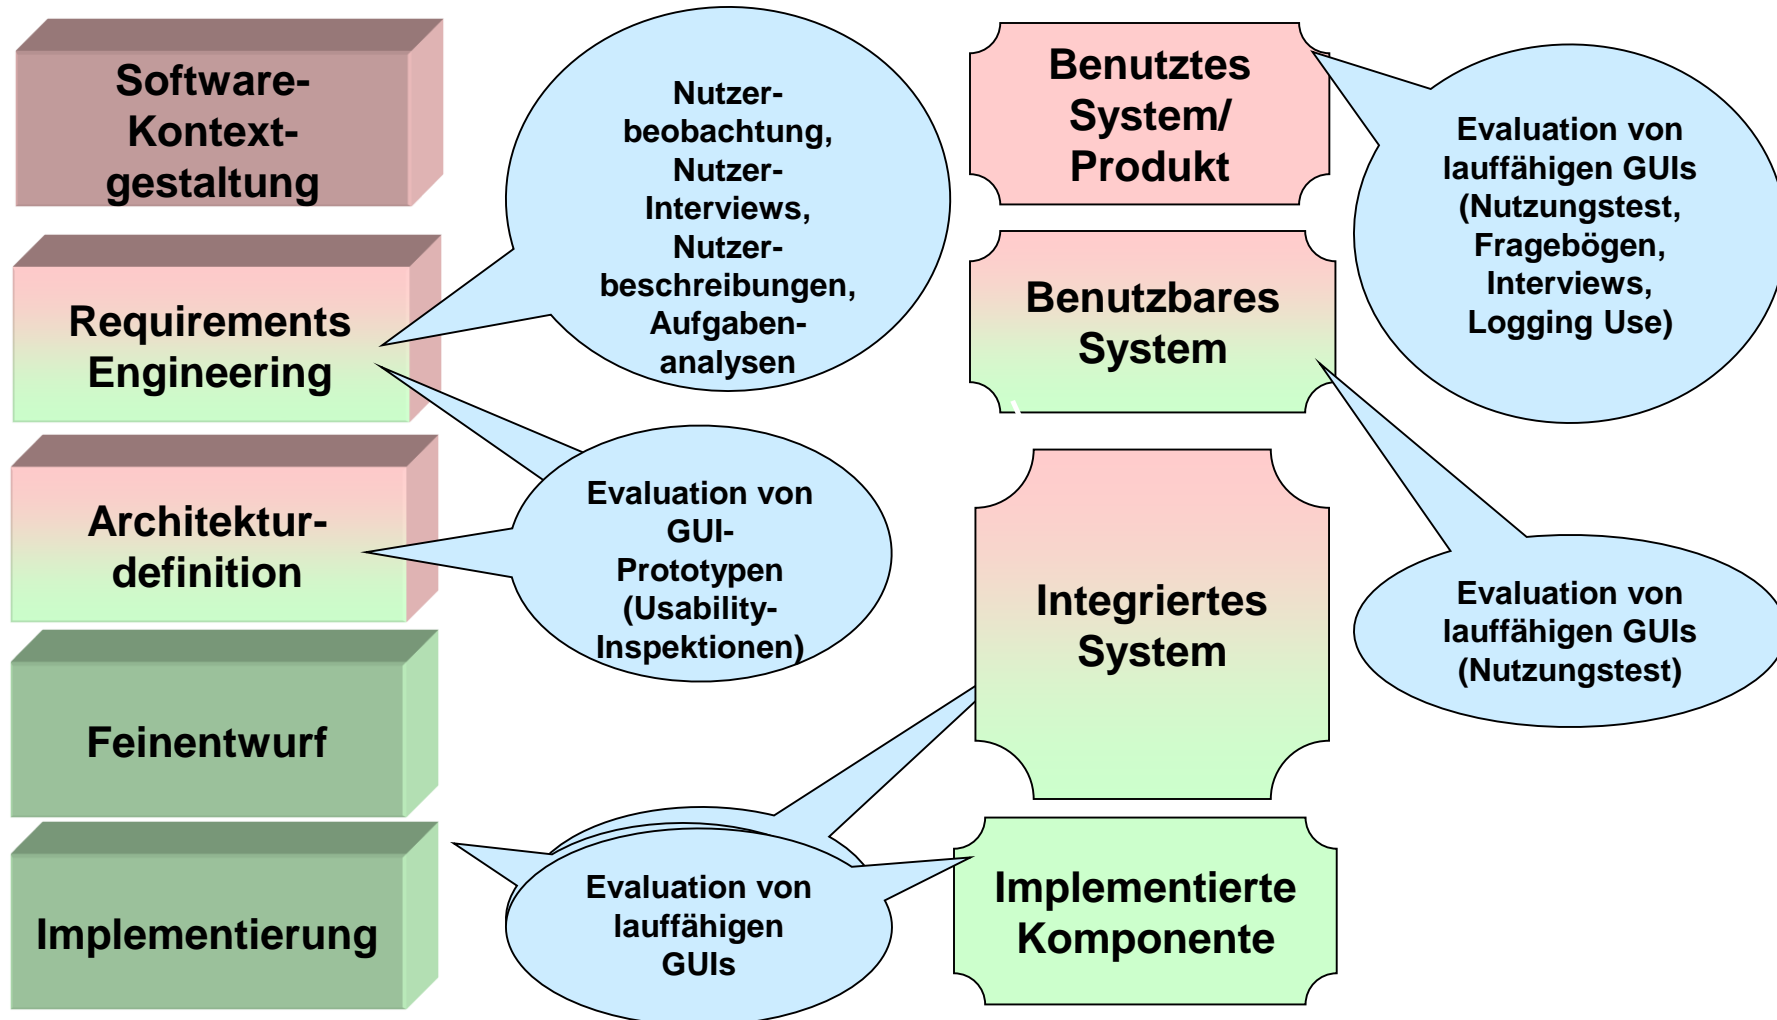 Software-
Kontext-
gestaltung
Requirements
Engineering
Architektur-
definition
Feinentwurf
Implementierung
Nutzer-
beobachtung,
Nutzer-
Interviews,
Nutzer-
beschreibungen,
Aufgaben-
analysen
Evaluation von
GUI-
Prototypen
(Usability-
Inspektionen)
Evaluation von
lauffähigen
GUIs
Benutztes
System/
Produkt
Benutzbares
System
Integriertes
System
Implementierte
Komponente
Evaluation von
lauffähigen GUIs
(Nutzungstest,
Fragebögen,
Interviews,
Logging Use)
Evaluation von
lauffähigen GUIs
(Nutzungstest)